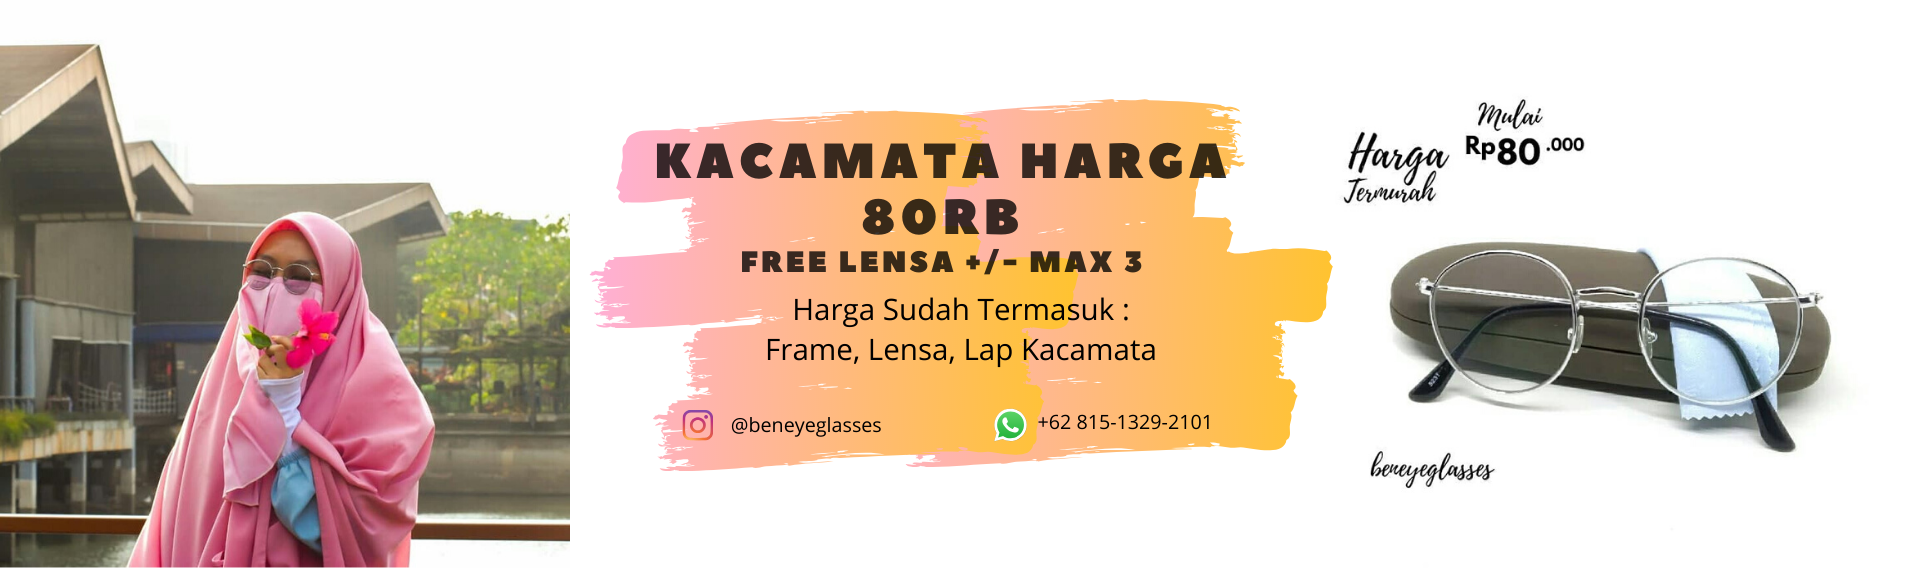 KACAMATA HARGA
80RB
FREE LENSA +/- MAX 3
Harga Sudah Termasuk :
Frame, Lensa, Lap Kacamata
@beneyeglasses
+62 815-1329-2101
Mulai
Rp80.000
Harga
Termurah
beneyeglasses